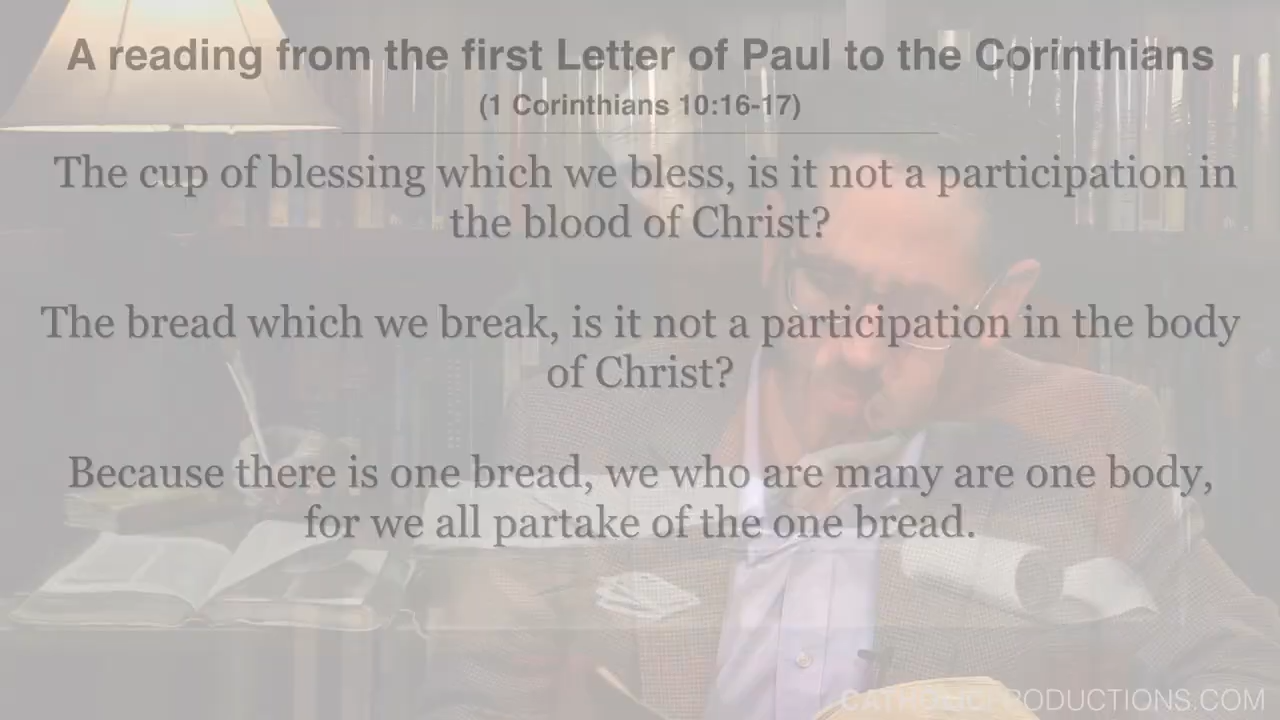 A reading from the first Letter of Paul to the Corinthians
(1 Corinthians 10:16-17)
The cup of blessing which we bless, is it not a participation in
the blood of Christ?
The bread which we break, is it not a participation in the body
of Christ?
Because there is one bread, we who are many are one body,
for we all partake of the one bread.
CATHOLICPRODUCTIONS.COM